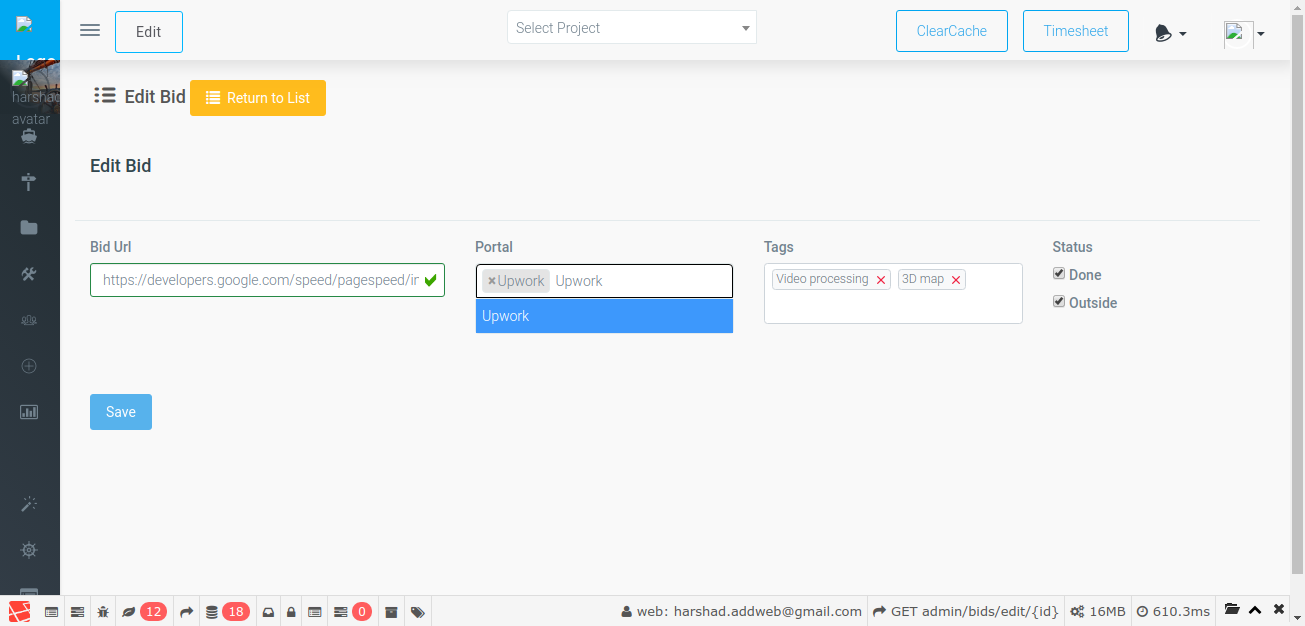 Edit
Select Project
ClearCache
Timesheet
harshad
avatar
Edit Bid
Return to List
Edit Bid
Bid Url
Portal
Tags
Status
https://developers.google.com/speed/pagespeed/ir
×Upwork Upwork
Upwork
Video processing
3D map
Done
Outside
Save
12
18
0
web: harshad.addweb@gmail.com
GET admin/bids/edit/{id}
16MB
610.3ms